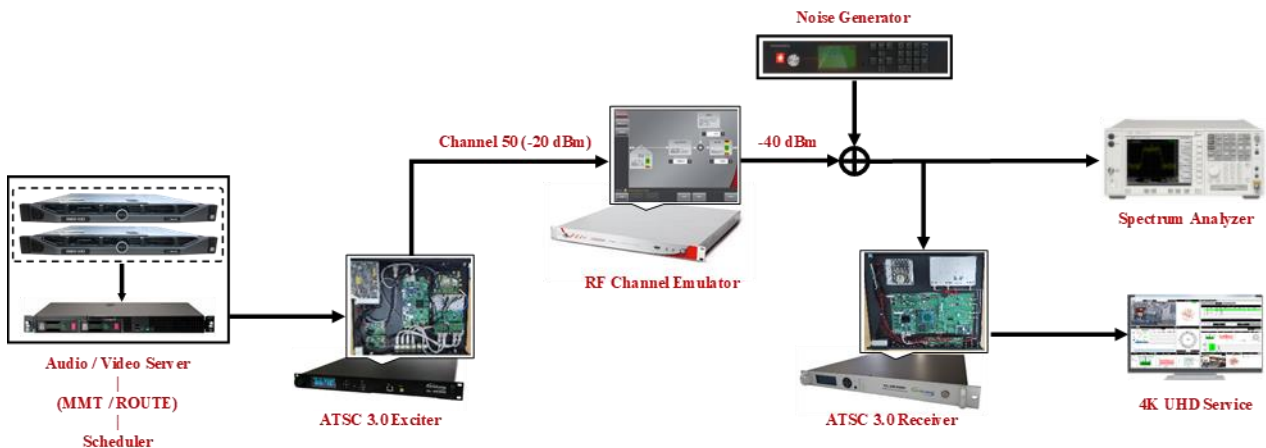 Noise Generator
Channel 50 (-20 dBm)
-40 dBm
Spectrum Analyzer
RF Channel Emulator
Audio / Video Server
|
(MMT / ROUTE)
|
Scheduler
ATSC 3.0 Exciter
ATSC 3.0 Receiver
4K UHD Service